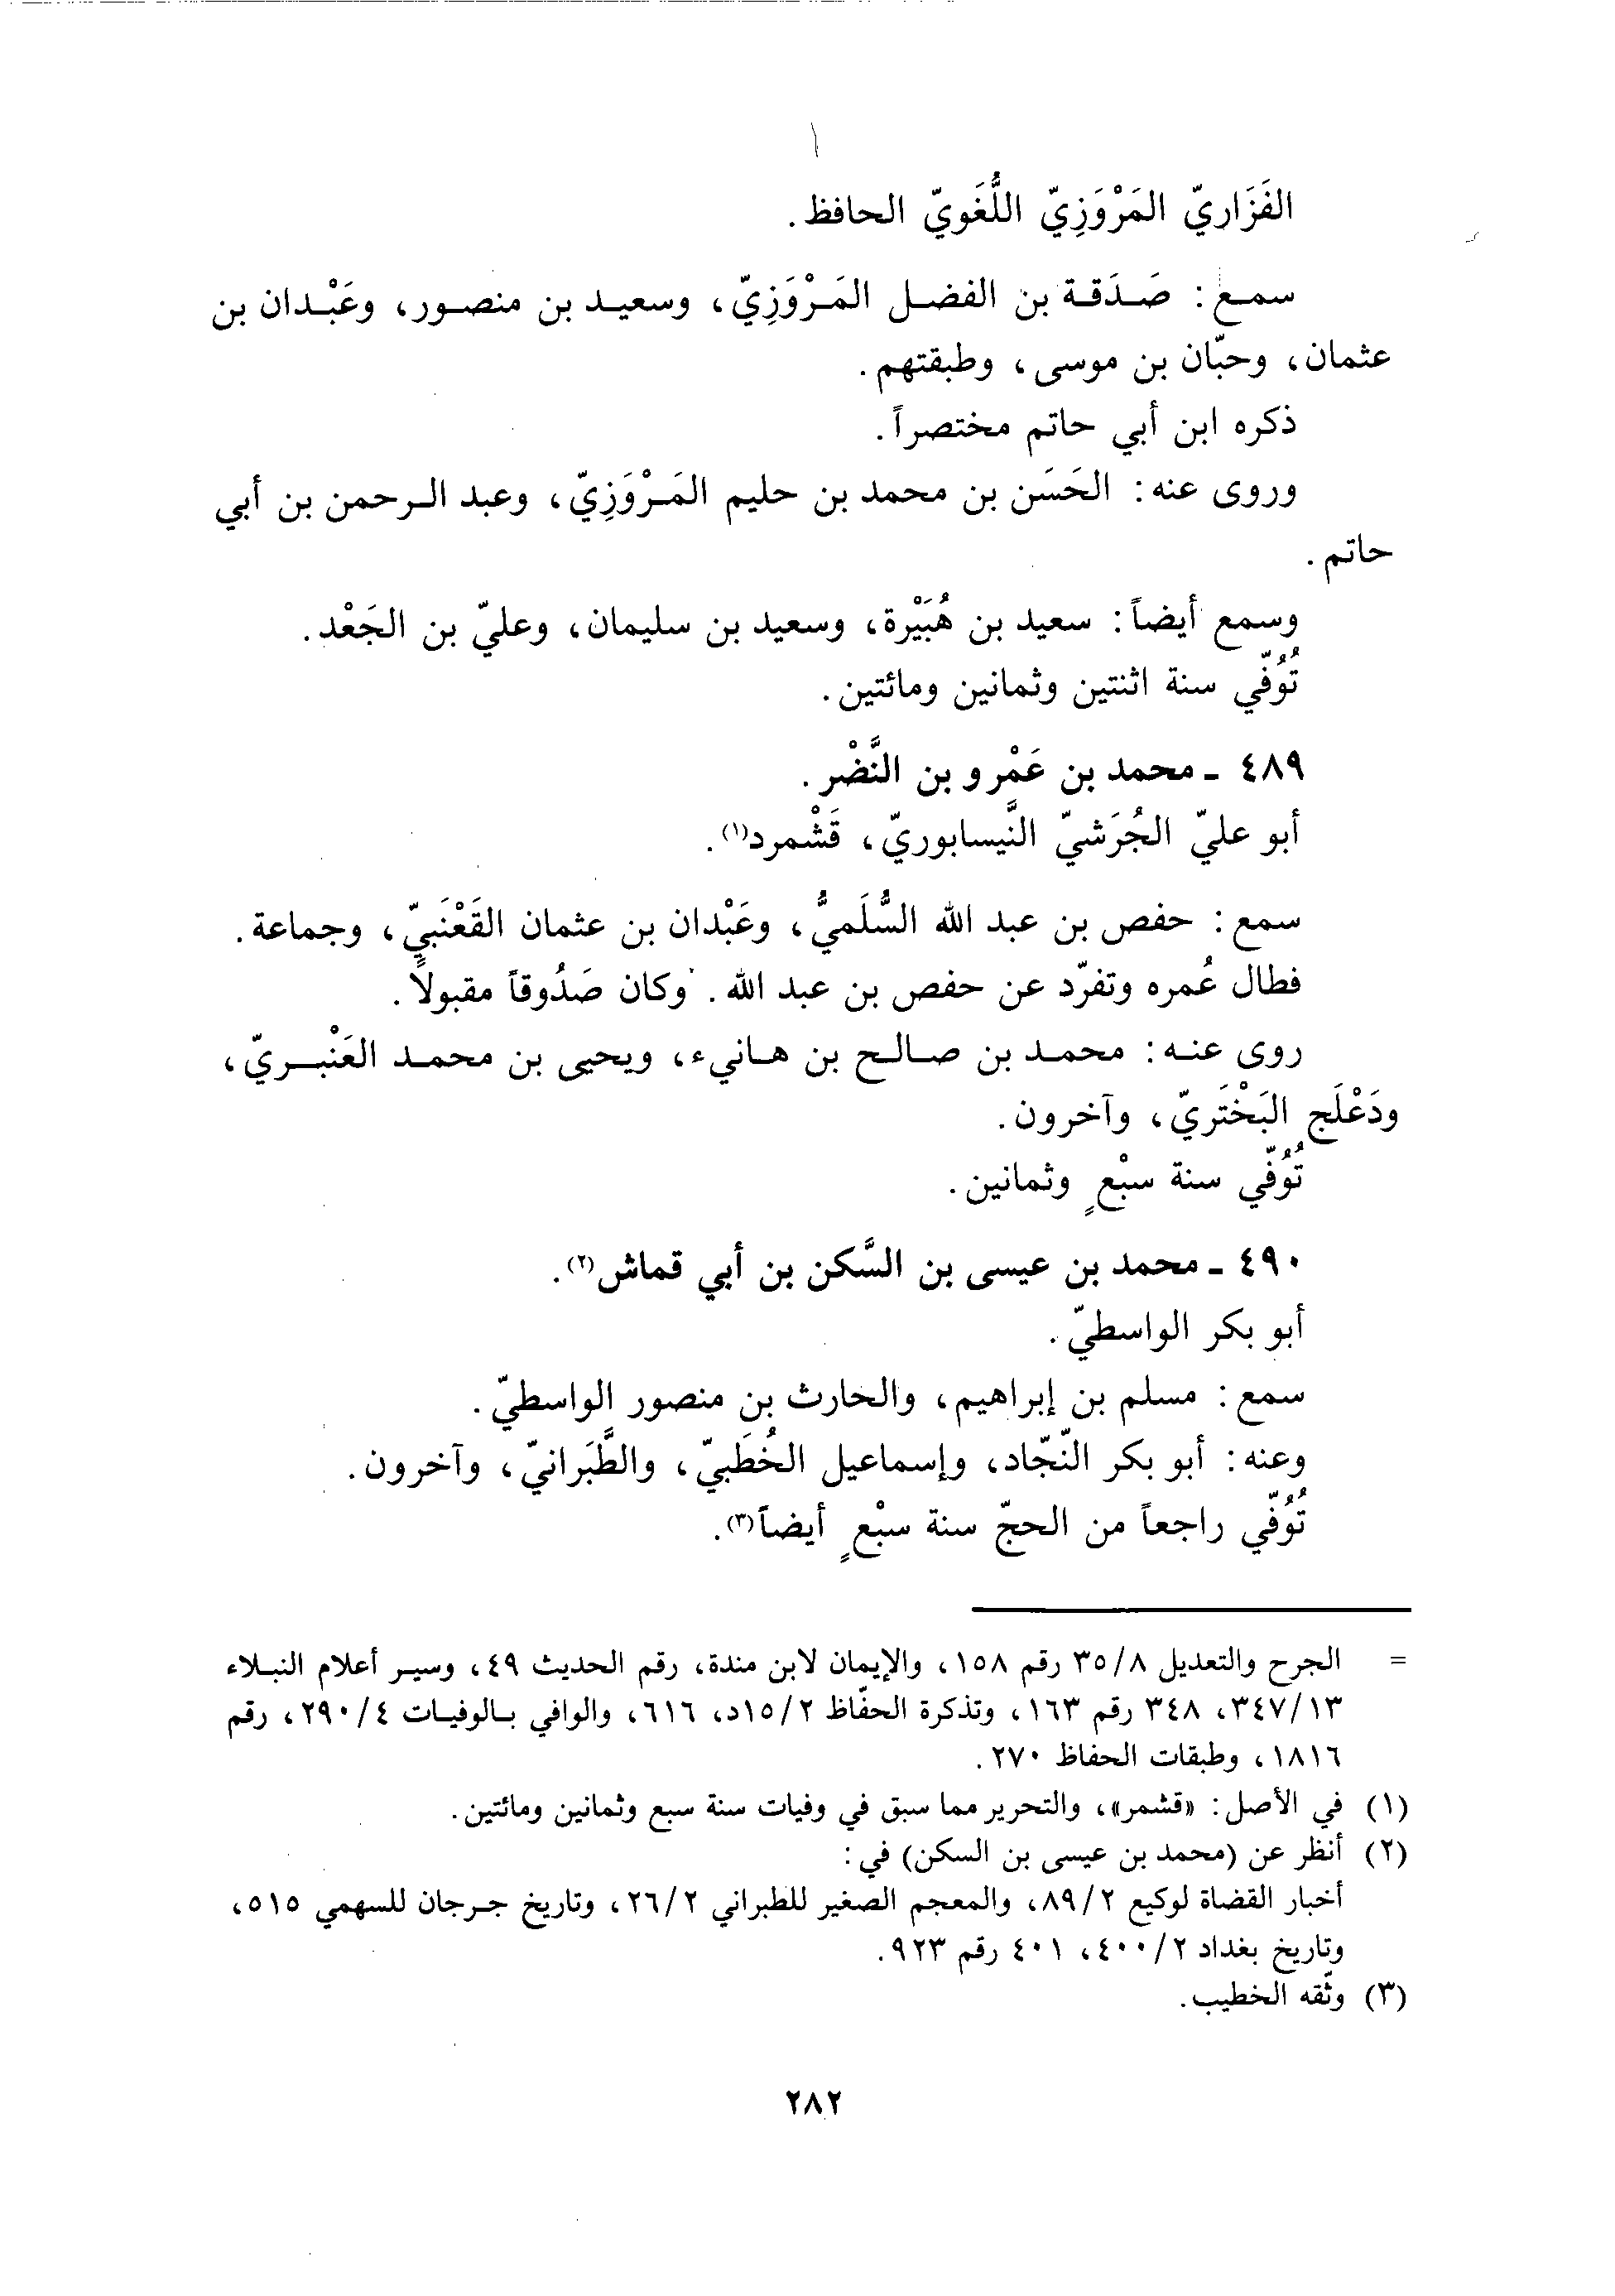 الفَزَاريّ المَرْوَزِيّ اللُّغَويّ الحافظ.
سمع: صَدَقة بن الفضل المَرْوَزِيّ، وسعيد بن منصور، وعَبْدان بن
عثمان، وحبّان بن موسى، وطبقتهم.
ذكره ابن أبي حاتم مختصراً.
وروى عنه: الحَسَن بن محمد بن حليم المَرْوَزِيّ، وعبد الرحمن بن أبي
حاتم.
وسمع أيضاً: سعيد بن هُبَيْرة، وسعيد بن سليمان، وعليّ بن الجَعْد.
تُوُفّي سنة اثنتين وثمانين ومائتين.
٤٨٩ ـ محمد بن عَمْرو بن النَّضْر.
أبو عليّ الجُرَشيّ النَّيسابوريّ، قَشْمرد(١).
سمع: حفص بن عبد الله السُّلَميُّ، وعَبْدان بن عثمان القَعْنَبيّ، وجماعة.
فطال عُمره وتفرّد عن حفص بن عبد الله. وكان صَدُوقاً مقبولاً.
روى عنه: محمد بن صالح بن هانيء، ويحيى بن محمد العَنْبريّ،
ودَعْلَج البَخْتَريّ، وآخرون.
تُوُفّي سنة سبْعٍ وثمانين.
٤٩٠ ـ محمد بن عيسى بن السَّكن بن أبي قماش(٢).
أبو بكر الواسطيّ.
سمع: مسلم بن إبراهيم، والحارث بن منصور الواسطيّ.
وعنه: أبو بكر النّجّاد، وإسماعيل الخُطَبيّ، والطَّبَرانيّ، وآخرون.
تُوُفّي راجعاً من الحجّ سنة سبْعٍ أيضاً(٣).
= الجرح والتعديل ٣٥/٨ رقم ١٥٨، والإيمان لابن مندة، رقم الحديث ٤٩، وسير أعلام النبلاء
٣٤٧/١٣، ٣٤٨ رقم ١٦٣، وتذكرة الحفّاظ ١٥/٢د، ٦١٦، والوافي بالوفيات ٢٩٠/٤، رقم
١٨١٦، وطبقات الحفاظ ٢٧٠.
(١) في الأصل: «قشمر»، والتحرير مما سبق في وفيات سنة سبع وثمانين ومائتين.
(٢) أنظر عن (محمد بن عيسى بن السكن) في:
أخبار القضاة لوكيع ٨٩/٢، والمعجم الصغير للطبراني ٢٦/٢، وتاريخ جرجان للسهمي ٥١٥،
وتاريخ بغداد ٤٠٠/٢، ٤٠١ رقم ٩٢٣.
(٣) وثّقه الخطيب.
٢٨٢